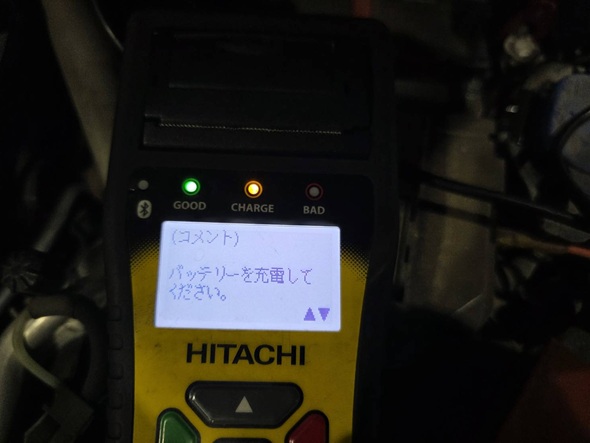 GOOD CHARGE BAD
(コメント)
バッテリーを充電して
ください。
▲▼
HITACHI
▲